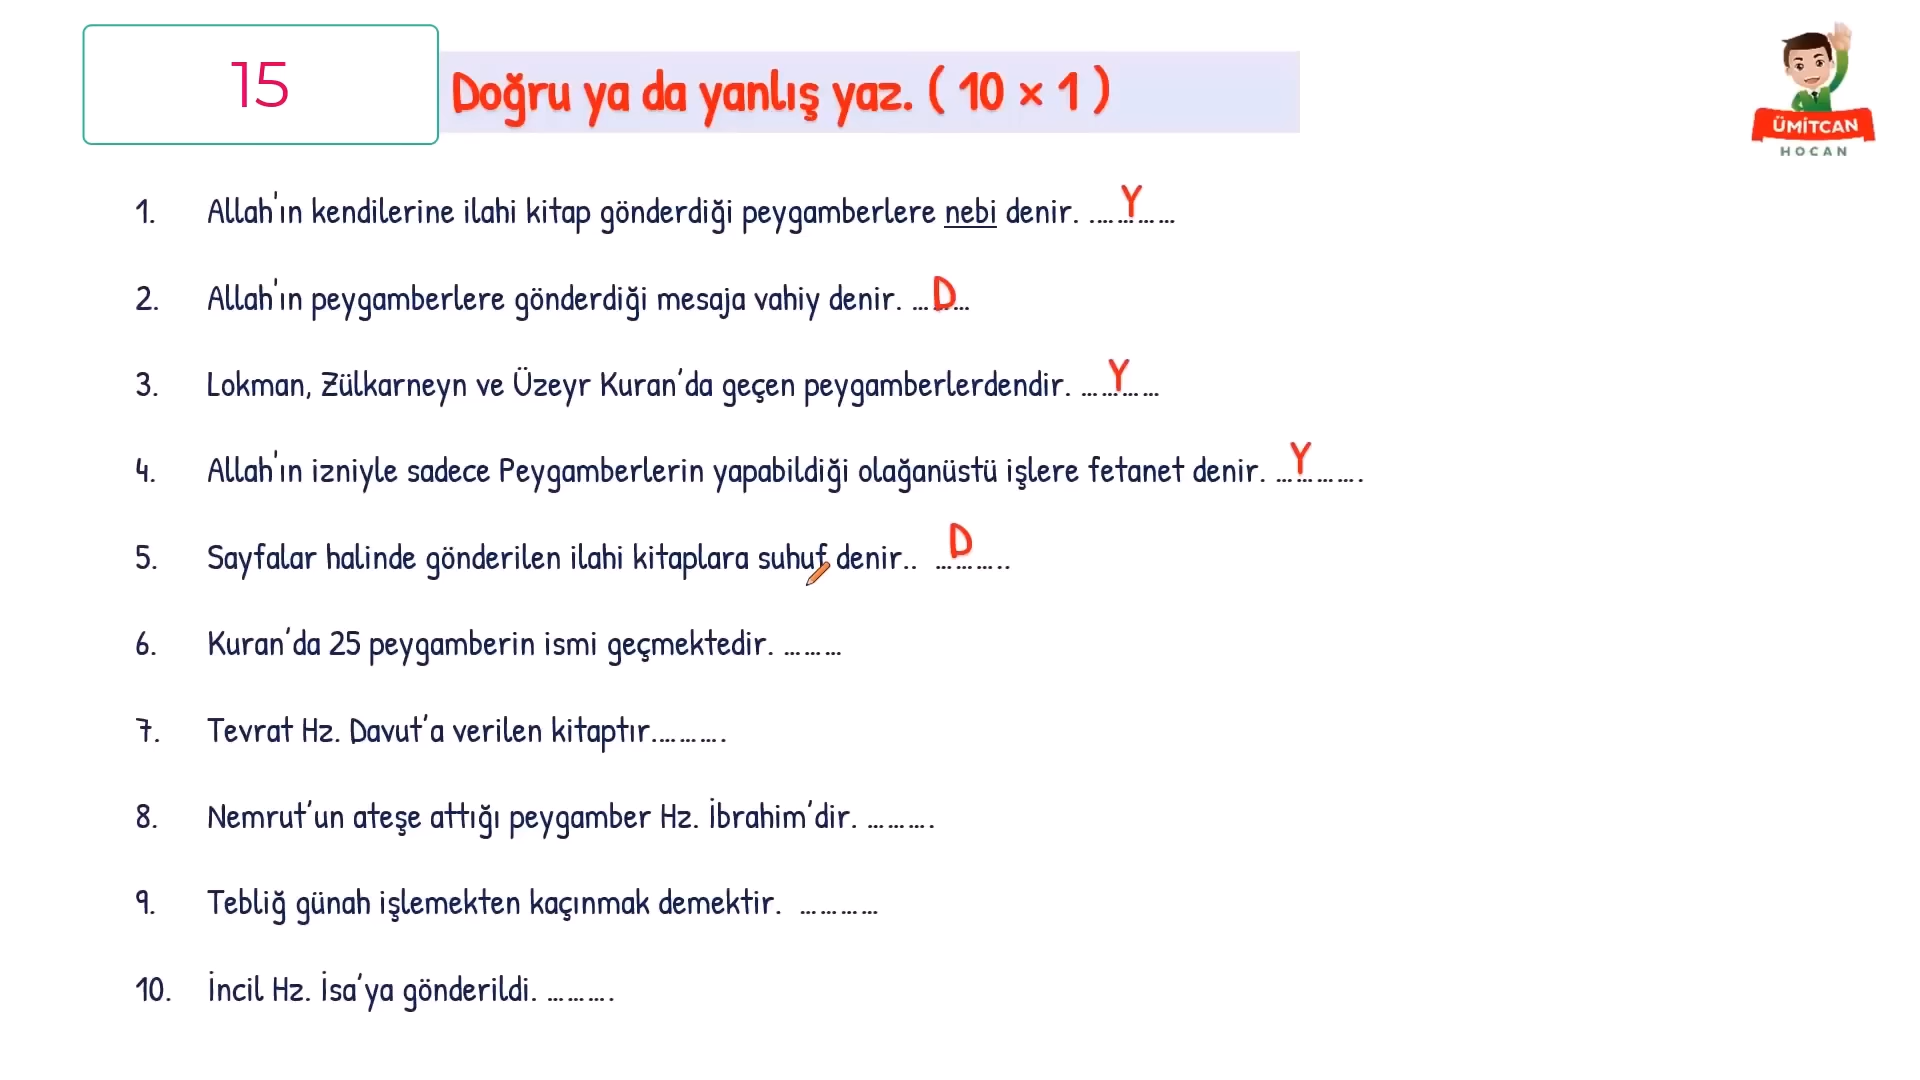 15
Doğru ya da yanlış yaz. ( 10 × 1 )
ÜMİTCAN
HOCAN
1. Allah'ın kendilerine ilahi kitap gönderdiği peygamberlere nebi denir. ………… Y
2. Allah'ın peygamberlere gönderdiği mesaja vahiy denir. ……… D
3. Lokman, Zülkarneyn ve Üzeyr Kuran'da geçen peygamberlerdendir. ………… Y
4. Allah'ın izniyle sadece Peygamberlerin yapabildiği olağanüstü işlere fetanet denir. …………. Y
5. Sayfalar halinde gönderilen ilahi kitaplara suhuf denir.. ……….. D
6. Kuran'da 25 peygamberin ismi geçmektedir. ………
7. Tevrat Hz. Davut'a verilen kitaptır.……….
8. Nemrut'un ateşe attığı peygamber Hz. İbrahim'dir. ……….
9. Tebliğ günah işlemekten kaçınmak demektir. …………
10. İncil Hz. İsa'ya gönderildi. ……….